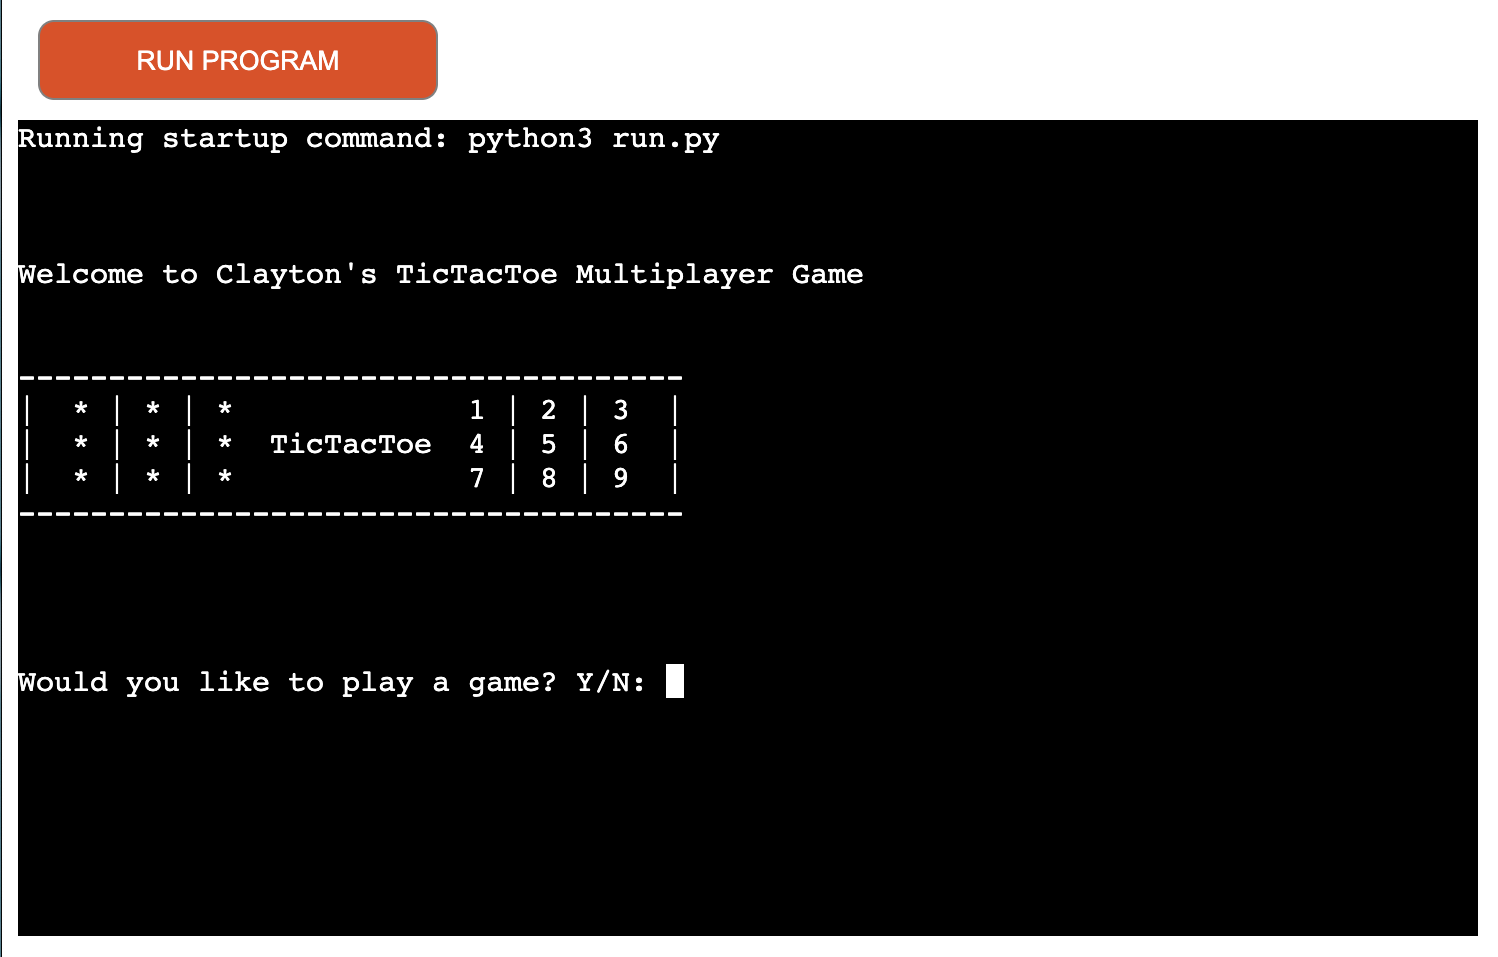 RUN PROGRAM
Running startup command: python3 run.py
Welcome to Clayton's TicTacToe Multiplayer Game
-------------------------------------
|  * | * | *             1 | 2 | 3  |
|  * | * | *  TicTacToe  4 | 5 | 6  |
|  * | * | *             7 | 8 | 9  |
-------------------------------------
Would you like to play a game? Y/N: